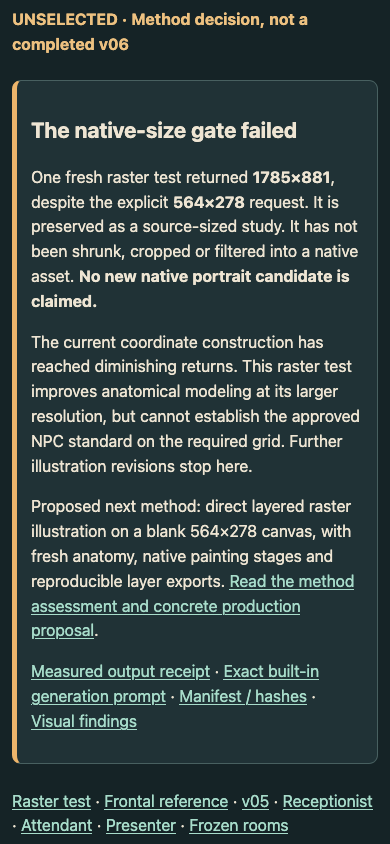 UNSELECTED · Method decision, not a
completed v06
The native-size gate failed
One fresh raster test returned 1785×881,
despite the explicit 564×278 request. It is
preserved as a source-sized study. It has not
been shrunk, cropped or filtered into a native
asset. No new native portrait candidate is
claimed.
The current coordinate construction has
reached diminishing returns. This raster test
improves anatomical modeling at its larger
resolution, but cannot establish the approved
NPC standard on the required grid. Further
illustration revisions stop here.
Proposed next method: direct layered raster
illustration on a blank 564×278 canvas, with
fresh anatomy, native painting stages and
reproducible layer exports. Read the method
assessment and concrete production
proposal.
Measured output receipt · Exact built-in
generation prompt · Manifest / hashes ·
Visual findings
Raster test · Frontal reference · v05 · Receptionist
· Attendant · Presenter · Frozen rooms